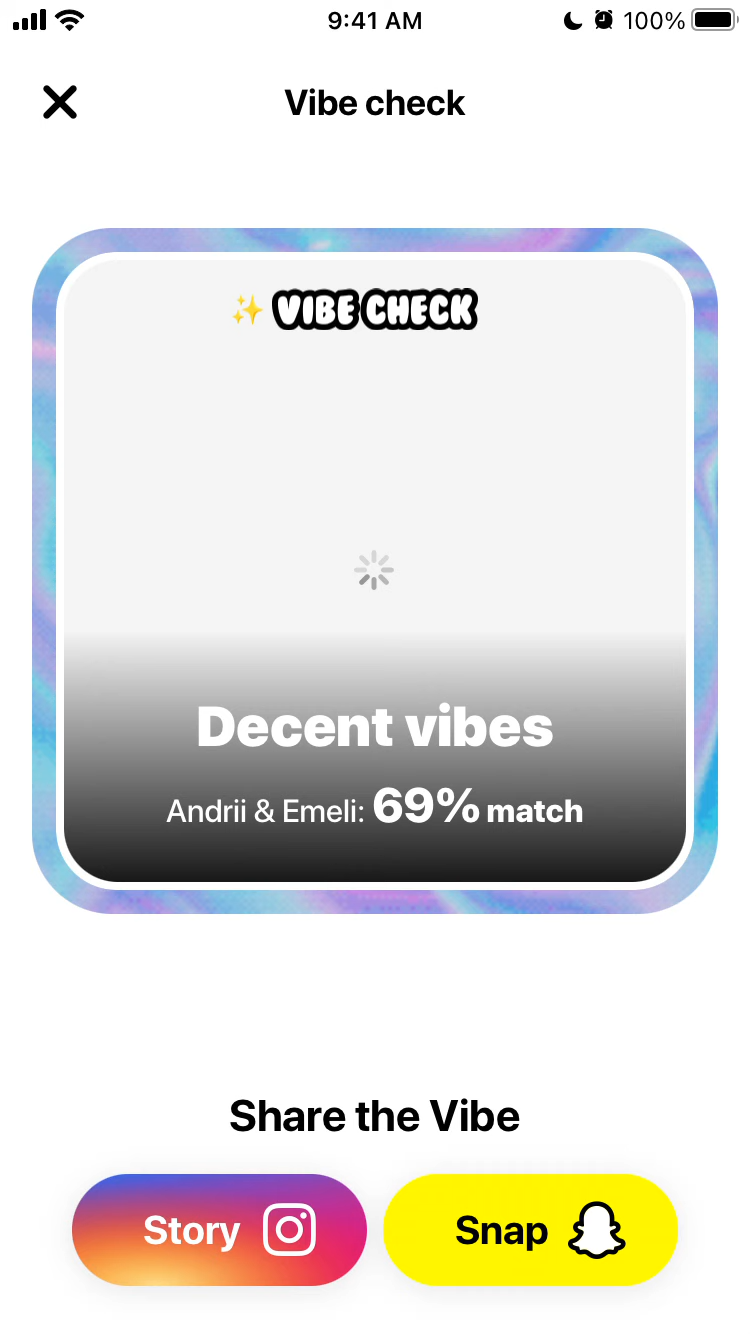 9:41 AM
100%
Vibe check
✨ VIBE CHECK
Decent vibes
Andrii & Emeli: 69% match
Share the Vibe
Story
Snap